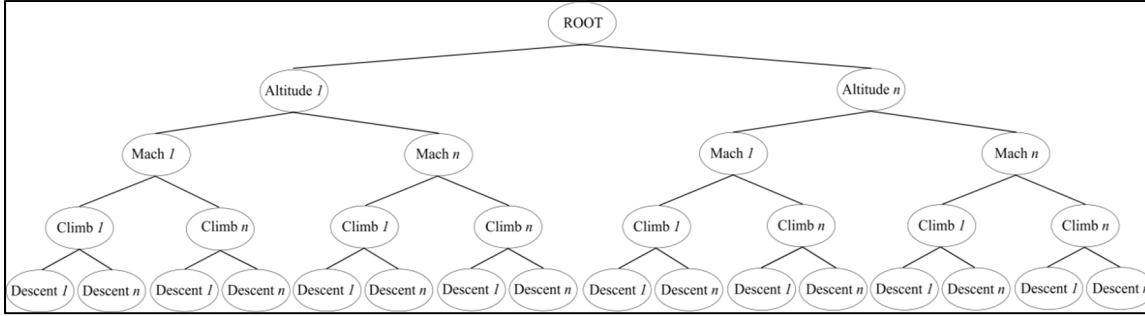 ROOT
Altitude 1 Altitude n
Mach 1 Mach n Mach 1 Mach n
Climb 1 Climb n Climb 1 Climb n Climb 1 Climb n Climb 1 Climb n
Descent 1 Descent n Descent 1 Descent n Descent 1 Descent n Descent 1 Descent n Descent 1 Descent n Descent 1 Descent n Descent 1 Descent n Descent 1 Descent n